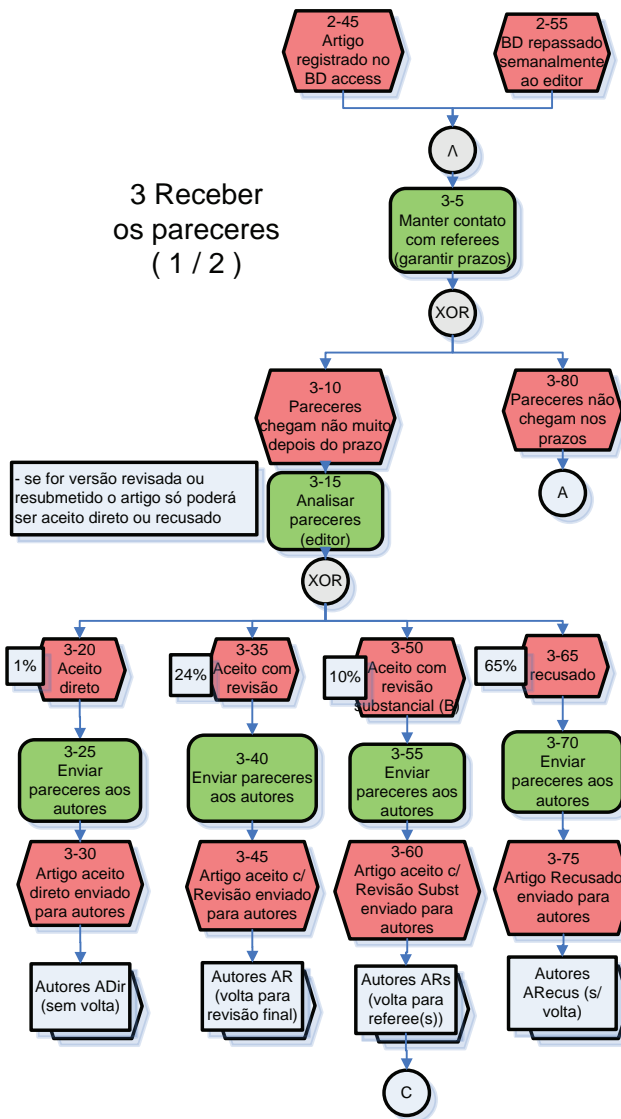 2-45
Artigo
registrado no
BD access
2-55
BD repassado
semanalmente
ao editor
Λ
3 Receber
os pareceres
( 1 / 2 )
3-5
Manter contato
com referees
(garantir prazos)
XOR
3-10
Pareceres
chegam não muito
depois do prazo
3-80
Pareceres não
chegam nos
prazos
- se for versão revisada ou
resubmetido o artigo só poderá
ser aceito direto ou recusado
3-15
Analisar
pareceres
(editor)
A
XOR
1%
3-20
Aceito
direto
24%
3-35
Aceito com
revisão
10%
3-50
Aceito com
revisão
substancial (B)
65%
3-65
recusado
3-25
Enviar
pareceres aos
autores
3-40
Enviar pareceres
aos autores
3-55
Enviar
pareceres aos
autores
3-70
Enviar
pareceres aos
autores
3-30
Artigo aceito
direto enviado
para autores
3-45
Artigo aceito c/
Revisão enviado
para autores
3-60
Artigo aceito c/
Revisão Subst
enviado para
autores
3-75
Artigo Recusado
enviado para
autores
Autores ADir
(sem volta)
Autores AR
(volta para
revisão final)
Autores ARs
(volta para
referee(s))
Autores
ARecus (s/
volta)
C